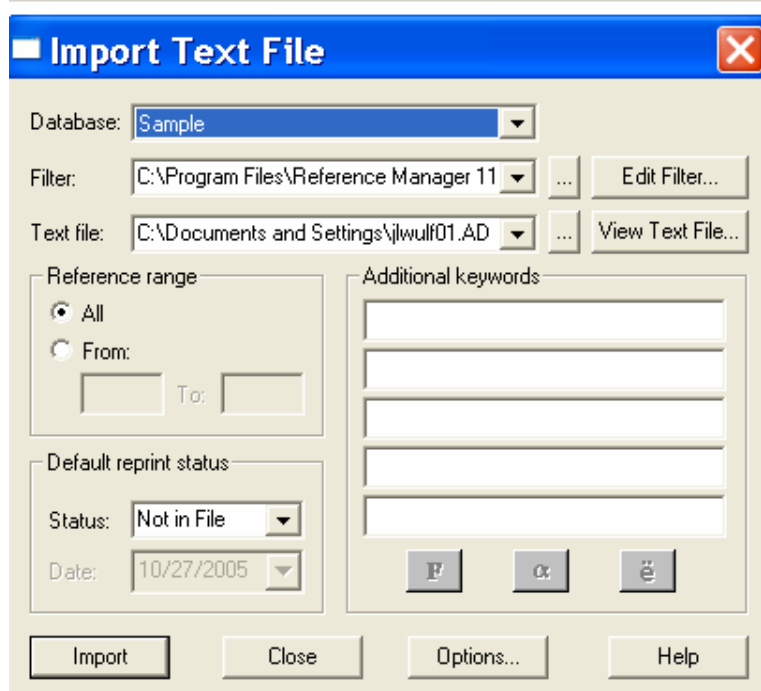 Import Text File
Database: Sample
Filter: C:\Program Files\Reference Manager 11 ... Edit Filter...
Text file: C:\Documents and Settings\jlwulf01.AD ... View Text File...
Reference range
All
From:
To:
Additional keywords
Default reprint status
Status: Not in File
Date: 10/27/2005
F α ë
Import Close Options... Help